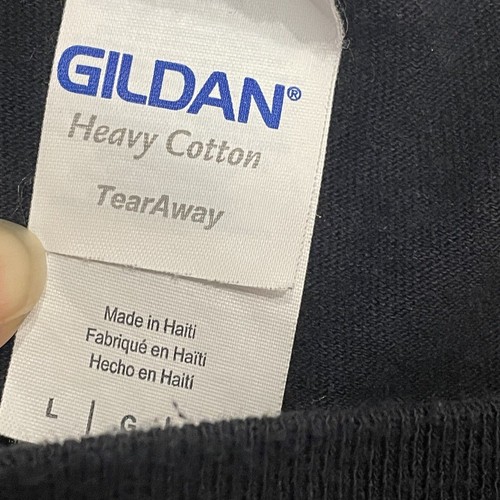 GILDAN®
Heavy Cotton
TearAway
Made in Haiti
Fabriqué en Haïti
Hecho en Haití
L | G